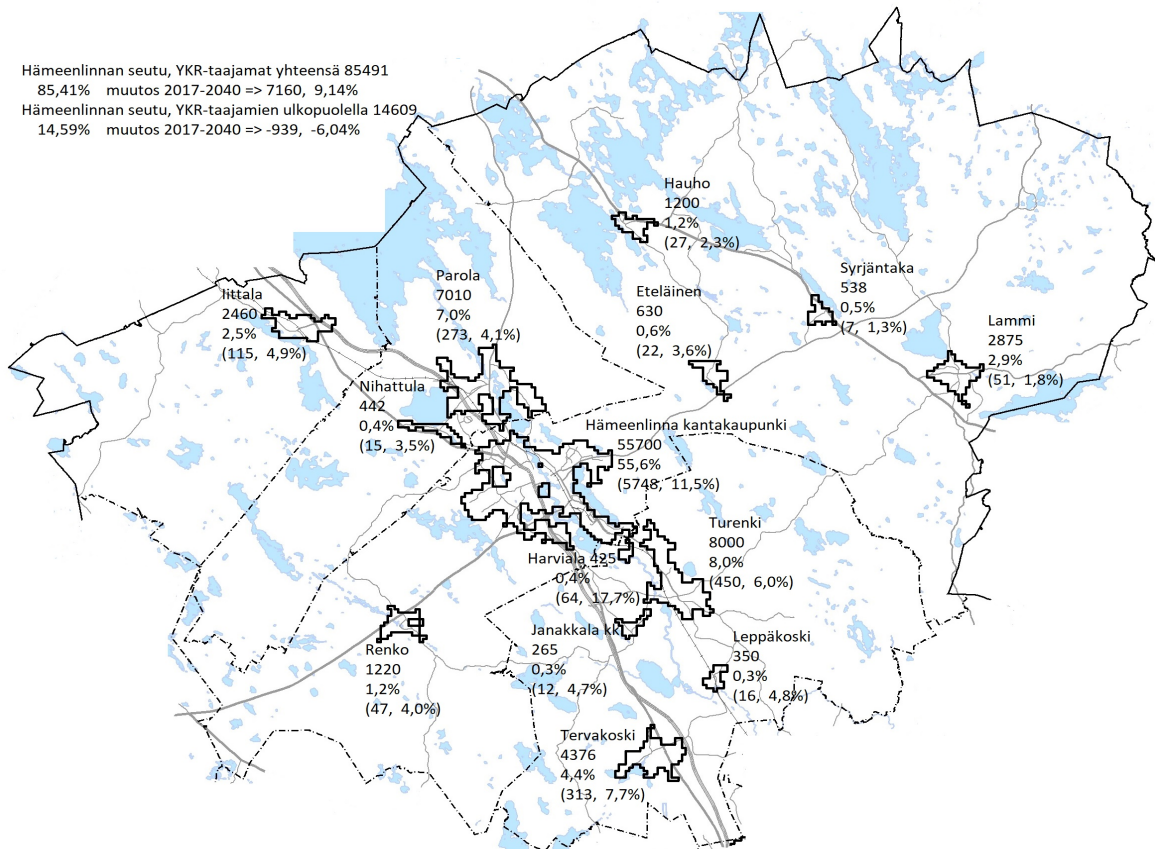 Hämeenlinnan seutu, YKR-taajamat yhteensä 85491
85,41% muutos 2017-2040 => 7160, 9,14%
Hämeenlinnan seutu, YKR-taajamien ulkopuolella 14609
14,59% muutos 2017-2040 => -939, -6,04%
Hauho
1200
1,2%
(27, 2,3%)
Syrjäntaka
538
0,5%
(7, 1,3%)
Parola
7010
7,0%
(273, 4,1%)
Iittala
2460
2,5%
(115, 4,9%)
Eteläinen
630
0,6%
(22, 3,6%)
Lammi
2875
2,9%
(51, 1,8%)
Nihattula
442
0,4%
(15, 3,5%)
Hämeenlinna kantakaupunki
55700
55,6%
(5748, 11,5%)
Turenki
8000
8,0%
(450, 6,0%)
Harviala 425
0,4%
(64, 17,7%)
Janakkala kk
265
0,3%
(12, 4,7%)
Leppäkoski
350
0,3%
(16, 4,8%)
Renko
1220
1,2%
(47, 4,0%)
Tervakoski
4376
4,4%
(313, 7,7%)